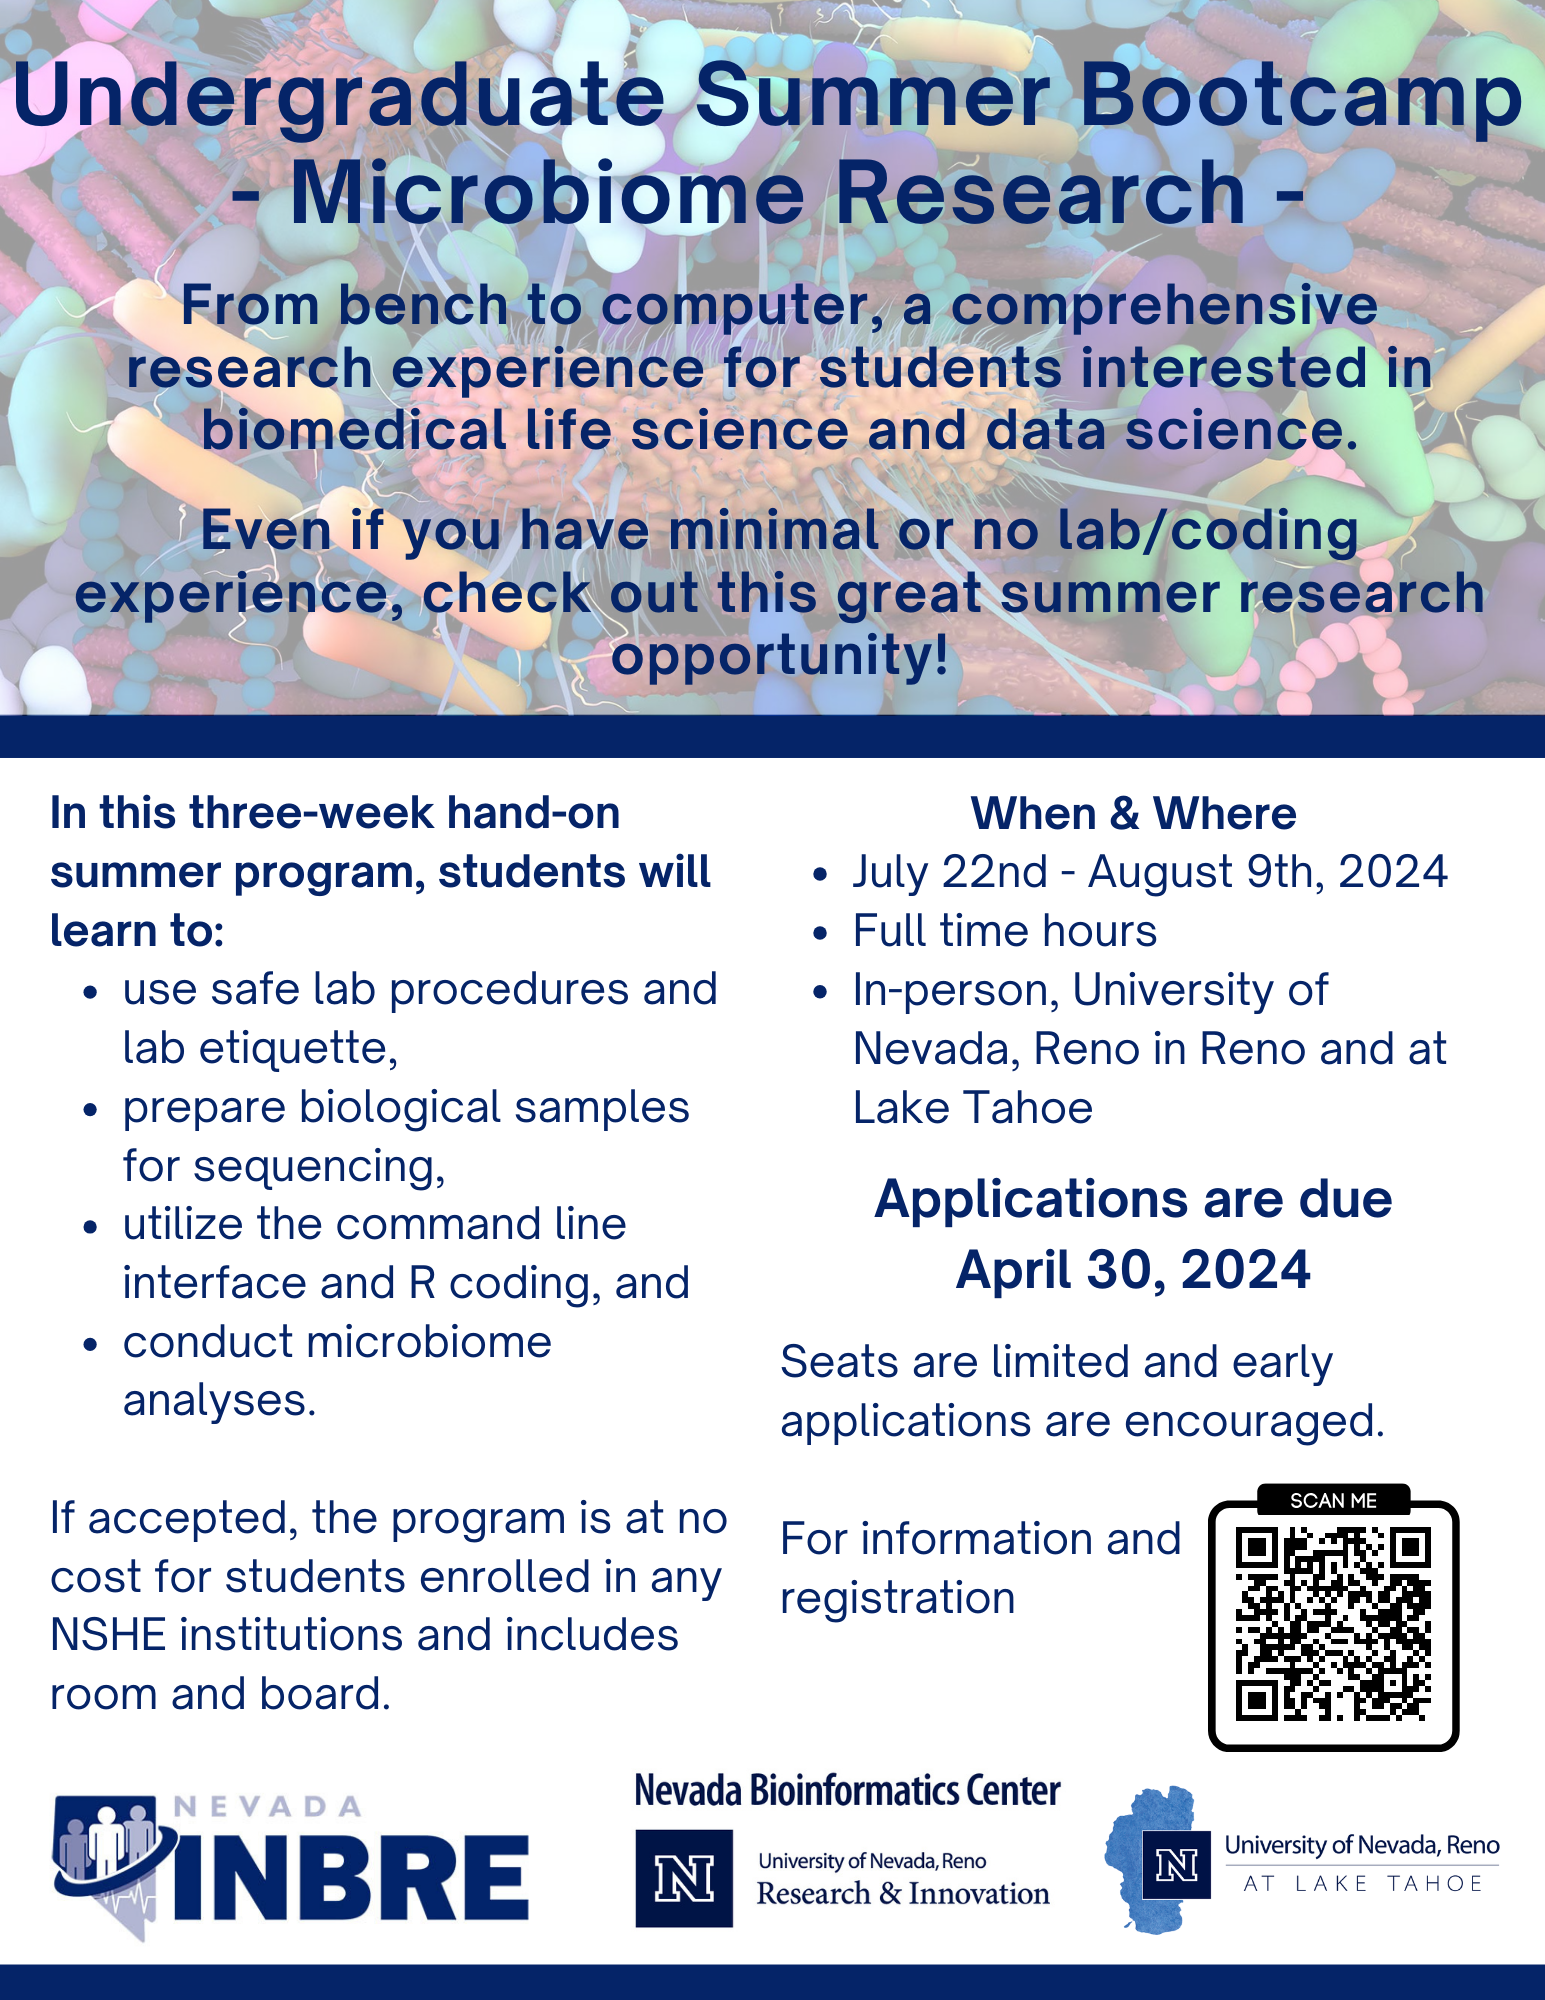 Undergraduate Summer Bootcamp
- Microbiome Research -
From bench to computer, a comprehensive
research experience for students interested in
biomedical life science and data science.
Even if you have minimal or no lab/coding
experience, check out this great summer research
opportunity!
In this three-week hand-on
summer program, students will
learn to:
• use safe lab procedures and
lab etiquette,
• prepare biological samples
for sequencing,
• utilize the command line
interface and R coding, and
• conduct microbiome
analyses.
If accepted, the program is at no
cost for students enrolled in any
NSHE institutions and includes
room and board.
When & Where
• July 22nd - August 9th, 2024
• Full time hours
• In-person, University of
Nevada, Reno in Reno and at
Lake Tahoe
Applications are due
April 30, 2024
Seats are limited and early
applications are encouraged.
For information and
registration
SCAN ME
NEVADA
INBRE
Nevada Bioinformatics Center
N
University of Nevada, Reno
Research & Innovation
N
University of Nevada, Reno
AT LAKE TAHOE